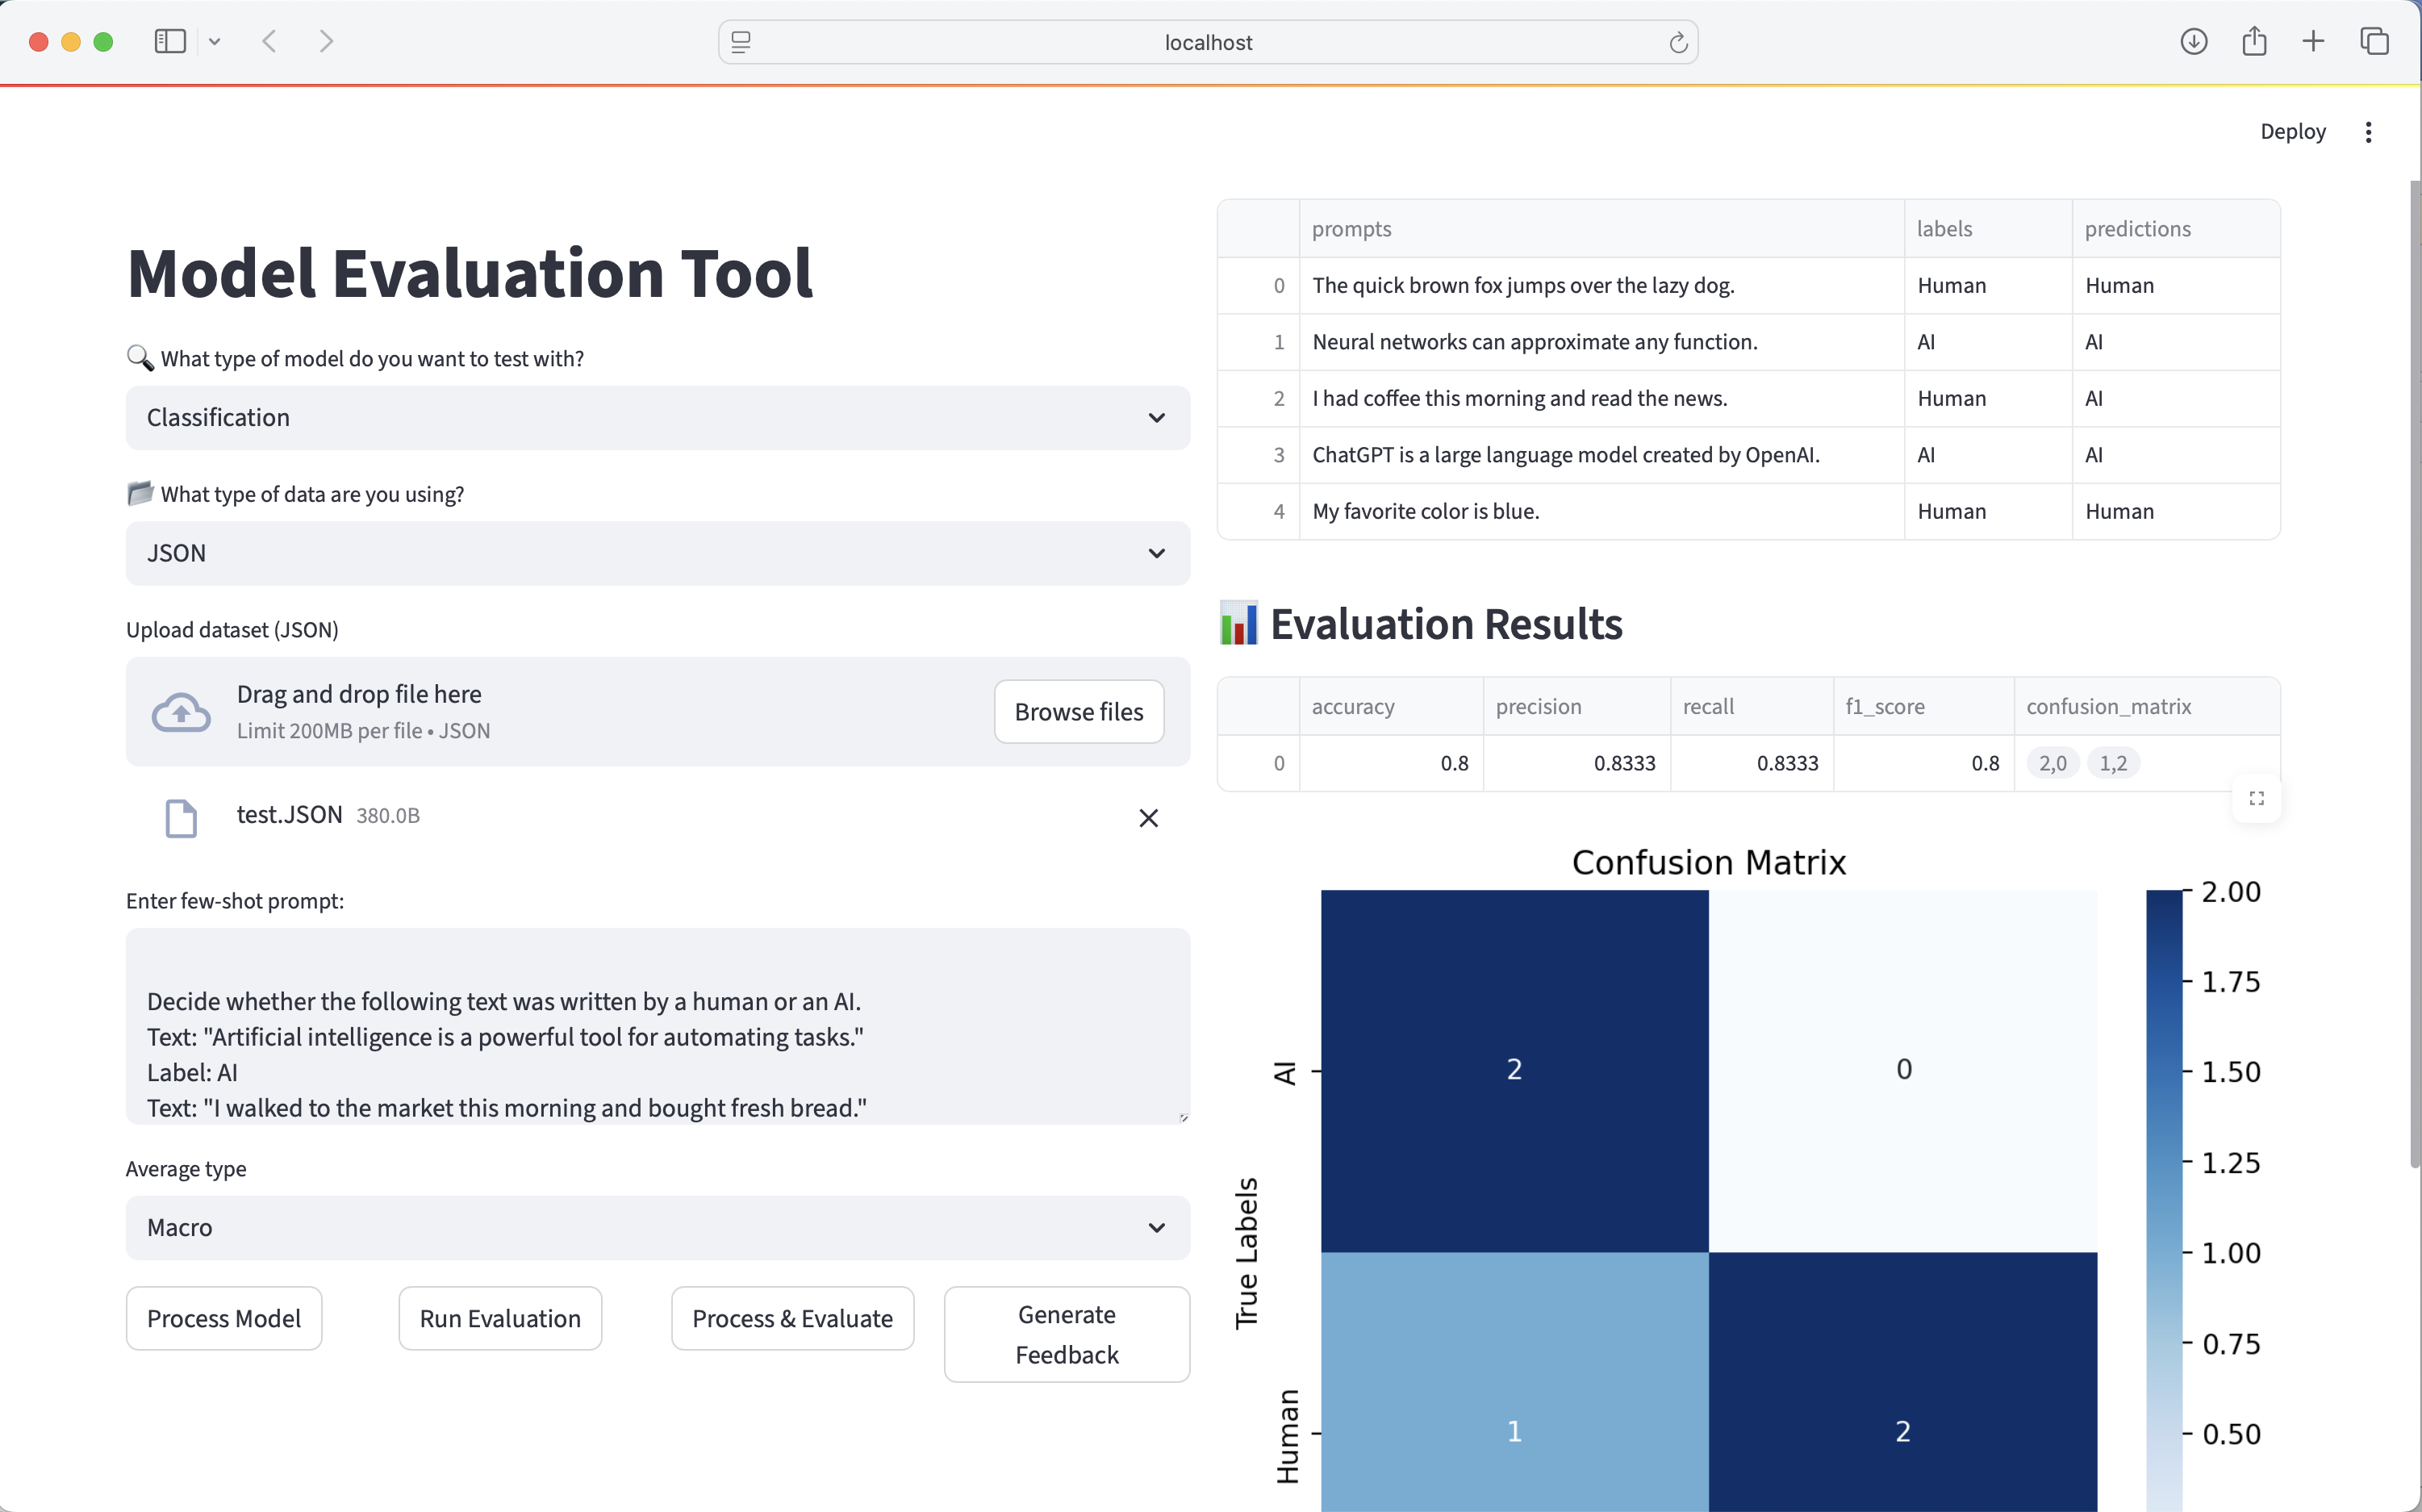 localhost
Deploy
Model Evaluation Tool
What type of model do you want to test with?
Classification
What type of data are you using?
JSON
Upload dataset (JSON)
Drag and drop file here
Limit 200MB per file • JSON
Browse files
test.JSON 380.0B
Enter few-shot prompt:
Decide whether the following text was written by a human or an AI.
Text: "Artificial intelligence is a powerful tool for automating tasks."
Label: AI
Text: "I walked to the market this morning and bought fresh bread."
Average type
Macro
Process Model
Run Evaluation
Process & Evaluate
Generate
Feedback
prompts labels predictions
0 The quick brown fox jumps over the lazy dog. Human Human
1 Neural networks can approximate any function. AI AI
2 I had coffee this morning and read the news. Human AI
3 ChatGPT is a large language model created by OpenAI. AI AI
4 My favorite color is blue. Human Human
Evaluation Results
accuracy precision recall f1_score confusion_matrix
0 0.8 0.8333 0.8333 0.8 2,0 1,2
Confusion Matrix
True Labels
AI
Human
2 0
1 2
2.00
1.75
1.50
1.25
1.00
0.75
0.50